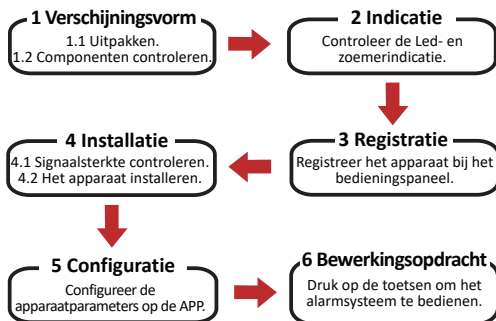 1 Verschijningsvorm
1.1 Uitpakken.
1.2 Componenten controleren.
2 Indicatie
Controleer de Led- en
zoemerindicatie.
3 Registratie
Registreer het apparaat bij het
bedieningspaneel.
4 Installatie
4.1 Signaalsterkte controleren.
4.2 Het apparaat installeren.
5 Configuratie
Configureer de
apparaatparameters op de APP.
6 Bewerkingsopdracht
Druk op de toetsen om het
alarmsysteem te bedienen.